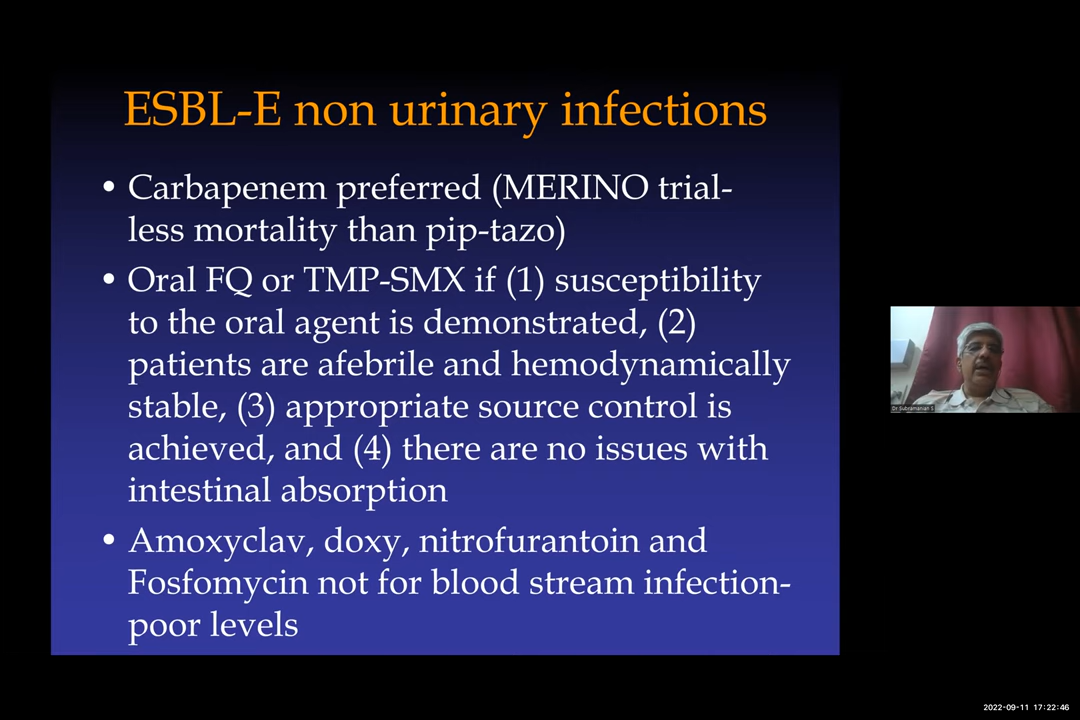 ESBL-E non urinary infections
• Carbapenem preferred (MERINO trial-
less mortality than pip-tazo)
• Oral FQ or TMP-SMX if (1) susceptibility
to the oral agent is demonstrated, (2)
patients are afebrile and hemodynamically
stable, (3) appropriate source control is
achieved, and (4) there are no issues with
intestinal absorption
• Amoxyclav, doxy, nitrofurantoin and
Fosfomycin not for blood stream infection-
poor levels
Dr Subramanian S
2022-09-11 17:22:46